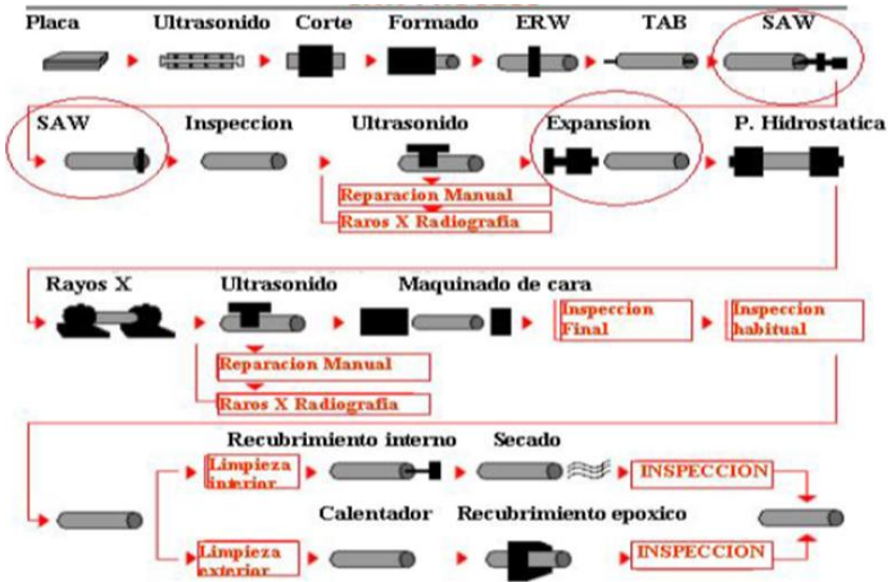 Placa Ultrasonido Corte Formado ERW TAB SAW
SAW Inspeccion Ultrasonido Expansion P. Hidrostatica
Reparacion Manual
Raros X Radiografia
Rayos X Ultrasonido Maquinado de cara
Inspeccion
Final
Inspeccion
habitual
Reparacion Manual
Raros X Radiografia
Recubrimiento interno Secado
Limpieza
interior
INSPECCION
Calentador Recubrimiento epoxico
Limpieza
exterior
INSPECCION